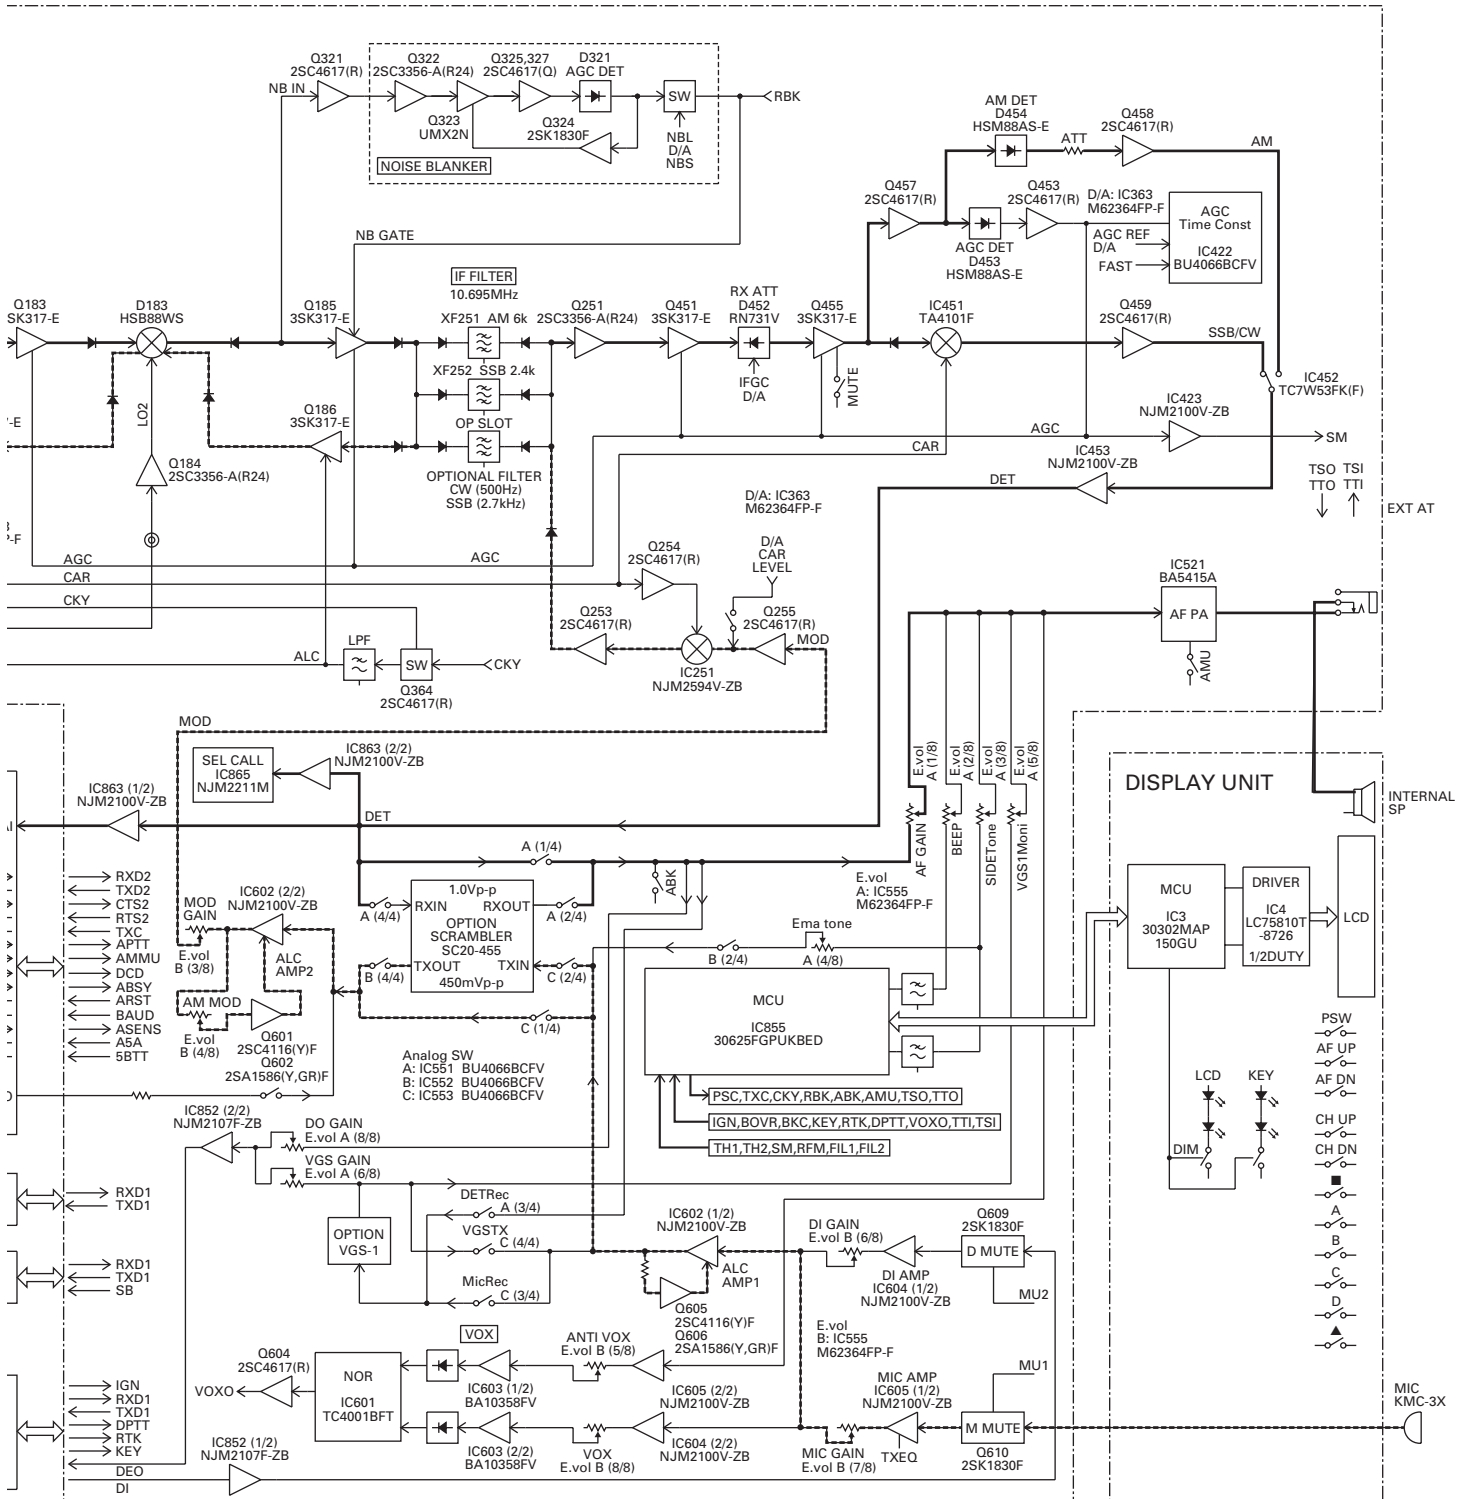 Q321
2SC4617(R)
Q322
2SC3356-A(R24)
Q325,327
2SC4617(Q)
D321
AGC DET
NB IN
SW
RBK
Q323
UMX2N
Q324
2SK1830F
NBL
D/A
NBS
NOISE BLANKER
AM DET
D454
HSM88AS-E
ATT
Q458
2SC4617(R)
AM
Q457
2SC4617(R)
Q453
2SC4617(R)
D/A: IC363
M62364FP-F
AGC
Time Const
IC422
BU4066BCFV
AGC REF
D/A
FAST
AGC DET
D453
HSM88AS-E
NB GATE
IF FILTER
10.695MHz
Q183
3SK317-E
D183
HSB88WS
Q185
3SK317-E
XF251 AM 6k
Q251
2SC3356-A(R24)
Q451
3SK317-E
RX ATT
D452
RN731V
Q455
3SK317-E
IC451
TA4101F
Q459
2SC4617(R)
SSB/CW
XF252 SSB 2.4k
IFGC
D/A
MUTE
IC452
TC7W53FK(F)
-E
LO2
Q186
3SK317-E
OP SLOT
IC423
NJM2100V-ZB
AGC
CAR
SM
Q184
2SC3356-A(R24)
OPTIONAL FILTER
CW (500Hz)
SSB (2.7kHz)
IC453
NJM2100V-ZB
DET
TSO
TTO
TSI
TTI
EXT AT
D/A: IC363
M62364FP-F
-F
AGC
AGC
CAR
CKY
Q254
2SC4617(R)
D/A
CAR
LEVEL
IC521
BA5415A
AF PA
AMU
Q253
2SC4617(R)
Q255
2SC4617(R)
MOD
LPF
ALC
SW
CKY
IC251
NJM2594V-ZB
Q364
2SC4617(R)
MOD
SEL CALL
IC865
NJM2211M
IC863 (2/2)
NJM2100V-ZB
IC863 (1/2)
NJM2100V-ZB
DET
E.vol
A (1/8)
E.vol
A (2/8)
E.vol
A (3/8)
E.vol
A (5/8)
AF GAIN
BEEP
SIDETone
VGS1Moni
DISPLAY UNIT
INTERNAL
SP
A (1/4)
ABK
E.vol
A: IC555
M62364FP-F
RXD2
TXD2
CTS2
RTS2
TXC
APTT
AMMU
DCD
ABSY
ARST
BAUD
ASENS
A5A
5BTT
IC602 (2/2)
NJM2100V-ZB
MOD
GAIN
E.vol
B (3/8)
ALC
AMP2
AM MOD
E.vol
B (4/8)
Q601
2SC4116(Y)F
Q602
2SA1586(Y,GR)F
1.0Vp-p
RXIN RXOUT
OPTION
SCRAMBLER
SC20-455
TXOUT TXIN
450mVp-p
A (4/4)
A (2/4)
B (4/4)
C (2/4)
C (1/4)
Ema tone
B (2/4)
A (4/8)
MCU
IC855
30625FGPUKBED
MCU
IC3
30302MAP
150GU
DRIVER
IC4
LC75810T
-8726
1/2DUTY
LCD
Analog SW
A: IC551 BU4066BCFV
B: IC552 BU4066BCFV
C: IC553 BU4066BCFV
PSC,TXC,CKY,RBK,ABK,AMU,TSO,TTO
IGN,BOVR,BKC,KEY,RTK,DPTT,VOXO,TTI,TSI
TH1,TH2,SM,RFM,FIL1,FIL2
PSW
AF UP
AF DN
CH UP
CH DN
■
A
B
C
D
▲
LCD
KEY
DIM
IC852 (2/2)
NJM2107F-ZB
DO GAIN
E.vol A (8/8)
VGS GAIN
E.vol A (6/8)
RXD1
TXD1
DETRec
A (3/4)
VGSTX
C (4/4)
OPTION
VGS-1
MicRec
C (3/4)
IC602 (1/2)
NJM2100V-ZB
ALC
AMP1
DI GAIN
E.vol B (6/8)
Q609
2SK1830F
D MUTE
DI AMP
IC604 (1/2)
NJM2100V-ZB
MU2
RXD1
TXD1
SB
Q605
2SC4116(Y)F
Q606
2SA1586(Y,GR)F
E.vol
B: IC555
M62364FP-F
VOX
ANTI VOX
E.vol B (5/8)
Q604
2SC4617(R)
VOXO
NOR
IC601
TC4001BFT
IC603 (1/2)
BA10358FV
IC605 (2/2)
NJM2100V-ZB
MIC AMP
IC605 (1/2)
NJM2100V-ZB
MU1
MIC
KMC-3X
M MUTE
Q610
2SK1830F
IC603 (2/2)
BA10358FV
VOX
E.vol B (8/8)
IC604 (2/2)
NJM2100V-ZB
MIC GAIN
E.vol B (7/8)
TXEQ
IGN
RXD1
TXD1
DPTT
RTK
KEY
IC852 (1/2)
NJM2107F-ZB
DEO
DI